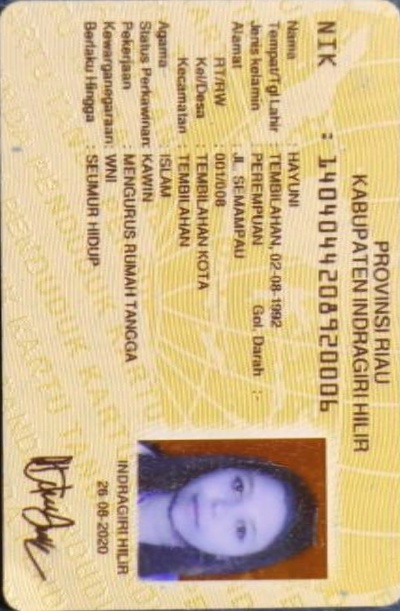 PROVINSI RIAU
KABUPATEN INDRAGIRI HILIR
NIK : 1404044208920006
Nama : HAYUNI
Tempat/Tgl Lahir : TEMBILAHAN, 02-08-1992
Jenis kelamin : PEREMPUAN Gol. Darah : -
Alamat : JL. SEMAMPAU
RT/RW : 001/008
Kel/Desa : TEMBILAHAN KOTA
Kecamatan : TEMBILAHAN
Agama : ISLAM
Status Perkawinan: KAWIN
Pekerjaan : MENGURUS RUMAH TANGGA
Kewarganegaraan: WNI
Berlaku Hingga : SEUMUR HIDUP
INDRAGIRI HILIR
26-08-2020